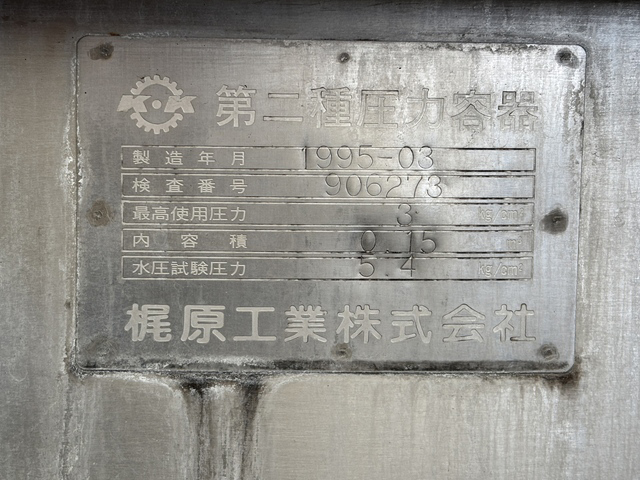 K·K 第二種圧力容器
製造年月 1995-03
検査番号 906273
最高使用圧力 3 kg/cm²
内容積 0.15 m³
水圧試験圧力 5.4 kg/cm²
梶原工業株式会社